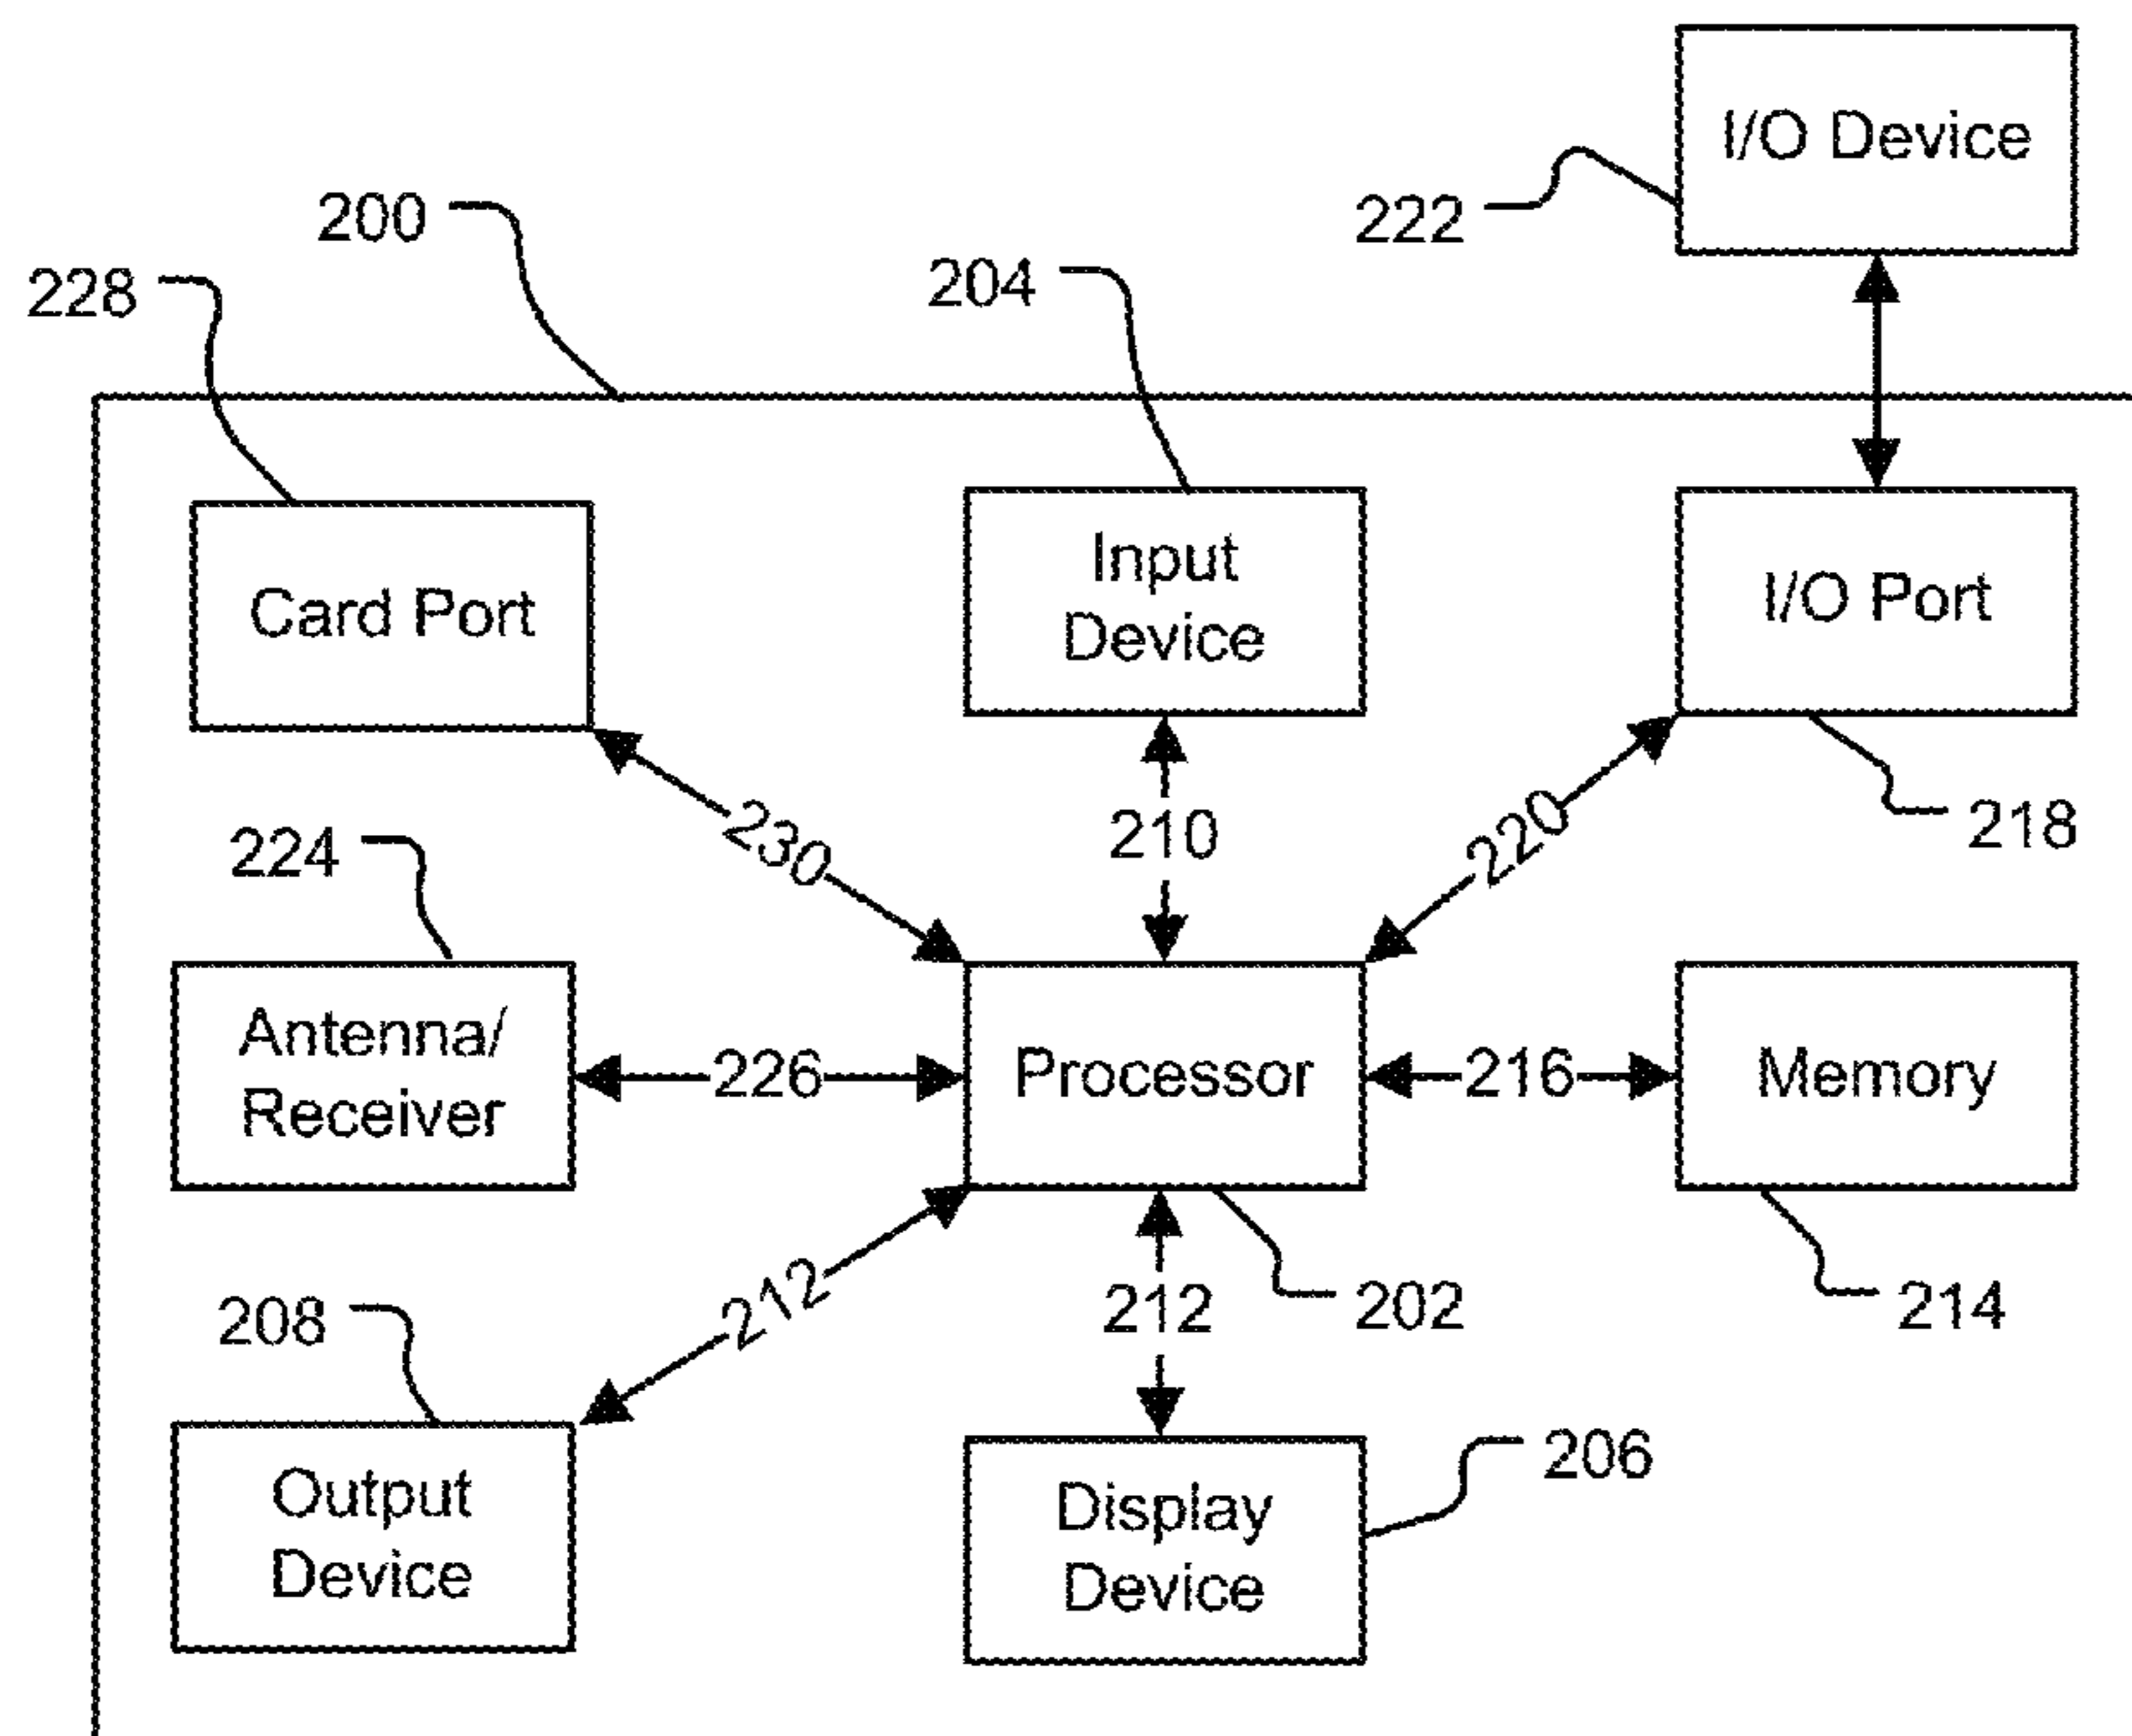 I/O Device
222
200
204
228
Card Port
Input
Device
I/O Port
230
210
220
218
224
Antenna/
Receiver
226
Processor
216
Memory
212
212
202
214
208
206
Output
Device
Display
Device